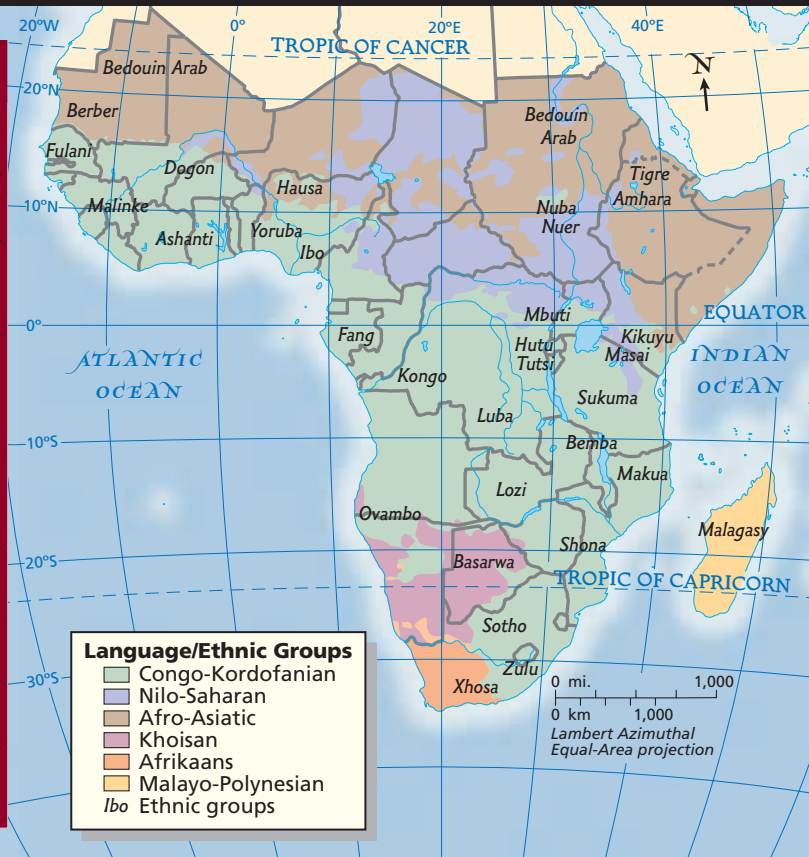 20°W
0°
20°E
40°E
TROPIC OF CANCER
N
Bedouin Arab
20°N
Berber
Bedouin
Arab
Fulani
Dogon
Hausa
Tigre
Amhara
10°N
Malinke
Ashanti
Yoruba
Ibo
Nuba
Nuer
EQUATOR
0°
Mbuti
Fang
Hutu
Tutsi
Kikuyu
Masai
ATLANTIC
OCEAN
INDIAN
OCEAN
Kongo
Sukuma
Luba
10°S
Bemba
Makua
Lozi
Ovambo
Malagasy
Shona
20°S
Basarwa
TROPIC OF CAPRICORN
Sotho
Zulu
Xhosa
30°S
Language/Ethnic Groups
Congo-Kordofanian
Nilo-Saharan
Afro-Asiatic
Khoisan
Afrikaans
Malayo-Polynesian
Ibo Ethnic groups
0 mi. 1,000
0 km 1,000
Lambert Azimuthal
Equal-Area projection